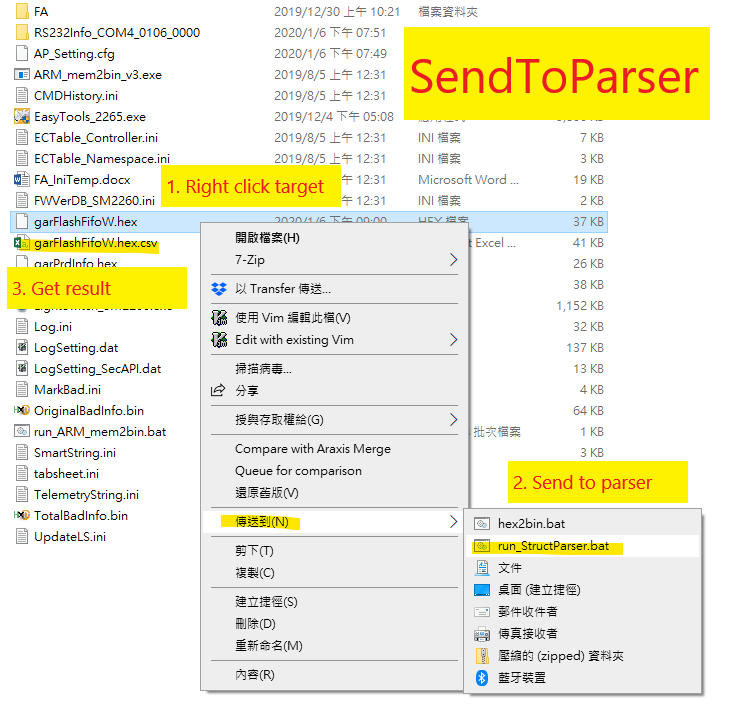 FA 2019/12/30 上午 10:21 檔案資料夾
RS232Info_COM4_0106_0000 2020/1/6 下午 07:51
AP_Setting.cfg 2020/1/6 下午 07:49
ARM_mem2bin_v3.exe 2019/8/5 上午 12:31
CMDHistory.ini 2019/8/5 上午 12:31
SendToParser
EasyTools_2265.exe 2019/12/4 下午 05:08
ECTable_Controller.ini 2019/8/5 上午 12:31 INI 檔案 7 KB
ECTable_Namespace.ini 2019/8/5 上午 12:31 INI 檔案 3 KB
FA_IniTemp.docx Microsoft Word ... 19 KB
1. Right click target
FWVerDB_SM2260.ini INI 檔案 2 KB
garFlashFifoW.hex 2020/1/6 下午 09:00 HEX 檔案 37 KB
garFlashFifoW.hex.csv Excel ... 41 KB
garPrdInfo.hex 26 KB
3. Get result
38 KB
1,152 KB
Log.ini 32 KB
LogSetting.dat 137 KB
LogSetting_SecAPI.dat 13 KB
MarkBad.ini 4 KB
OriginalBadInfo.bin 64 KB
run_ARM_mem2bin.bat 批次檔案 1 KB
SmartString.ini 3 KB
tabsheet.ini
TelemetryString.ini
TotalBadInfo.bin
UpdateLS.ini
開啟檔案(H)
7-Zip
以 Transfer 傳送...
使用 Vim 編輯此檔(V)
Edit with existing Vim
掃描病毒...
分享
授與存取權給(G)
Compare with Araxis Merge
Queue for comparison
還原舊版(V)
傳送到(N)
剪下(T)
複製(C)
建立捷徑(S)
刪除(D)
重新命名(M)
內容(R)
2. Send to parser
hex2bin.bat
run_StructParser.bat
文件
桌面 (建立捷徑)
郵件收件者
傳真接收者
壓縮的 (zipped) 資料夾
藍牙裝置